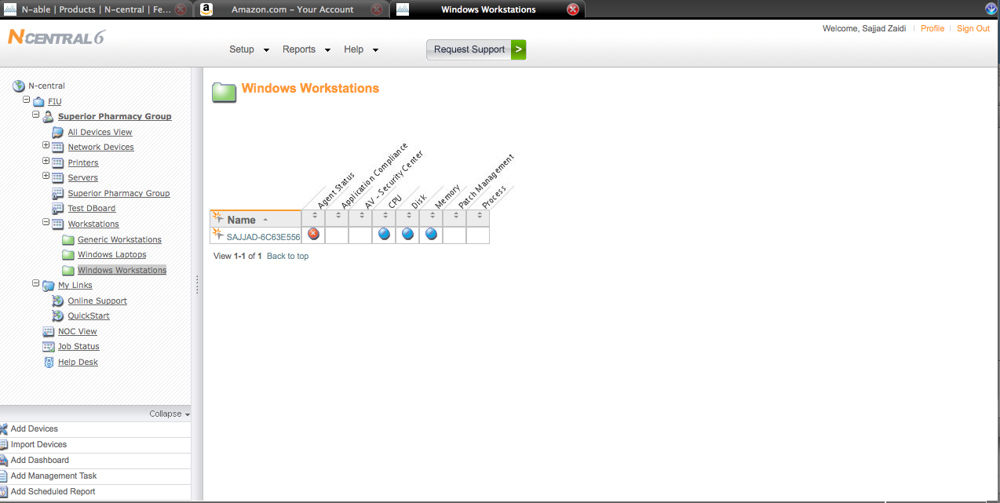 N-able | Products | N-central | Fe...
Amazon.com – Your Account
Windows Workstations
NCENTRAL 6
Setup
Reports
Help
Request Support >
Welcome, Sajjad Zaidi | Profile | Sign Out
N-central
FIU
Superior Pharmacy Group
All Devices View
Network Devices
Printers
Servers
Superior Pharmacy Group
Test DBoard
Workstations
Generic Workstations
Windows Laptops
Windows Workstations
My Links
Online Support
QuickStart
NOC View
Job Status
Help Desk
Collapse
Add Devices
Import Devices
Add Dashboard
Add Management Task
Add Scheduled Report
Windows Workstations
Agent Status
Application Compliance
AV - Security Center
CPU
Disk
Memory
Patch Management
Process
Name
SAJJAD-6C63E556
View 1-1 of 1 Back to top